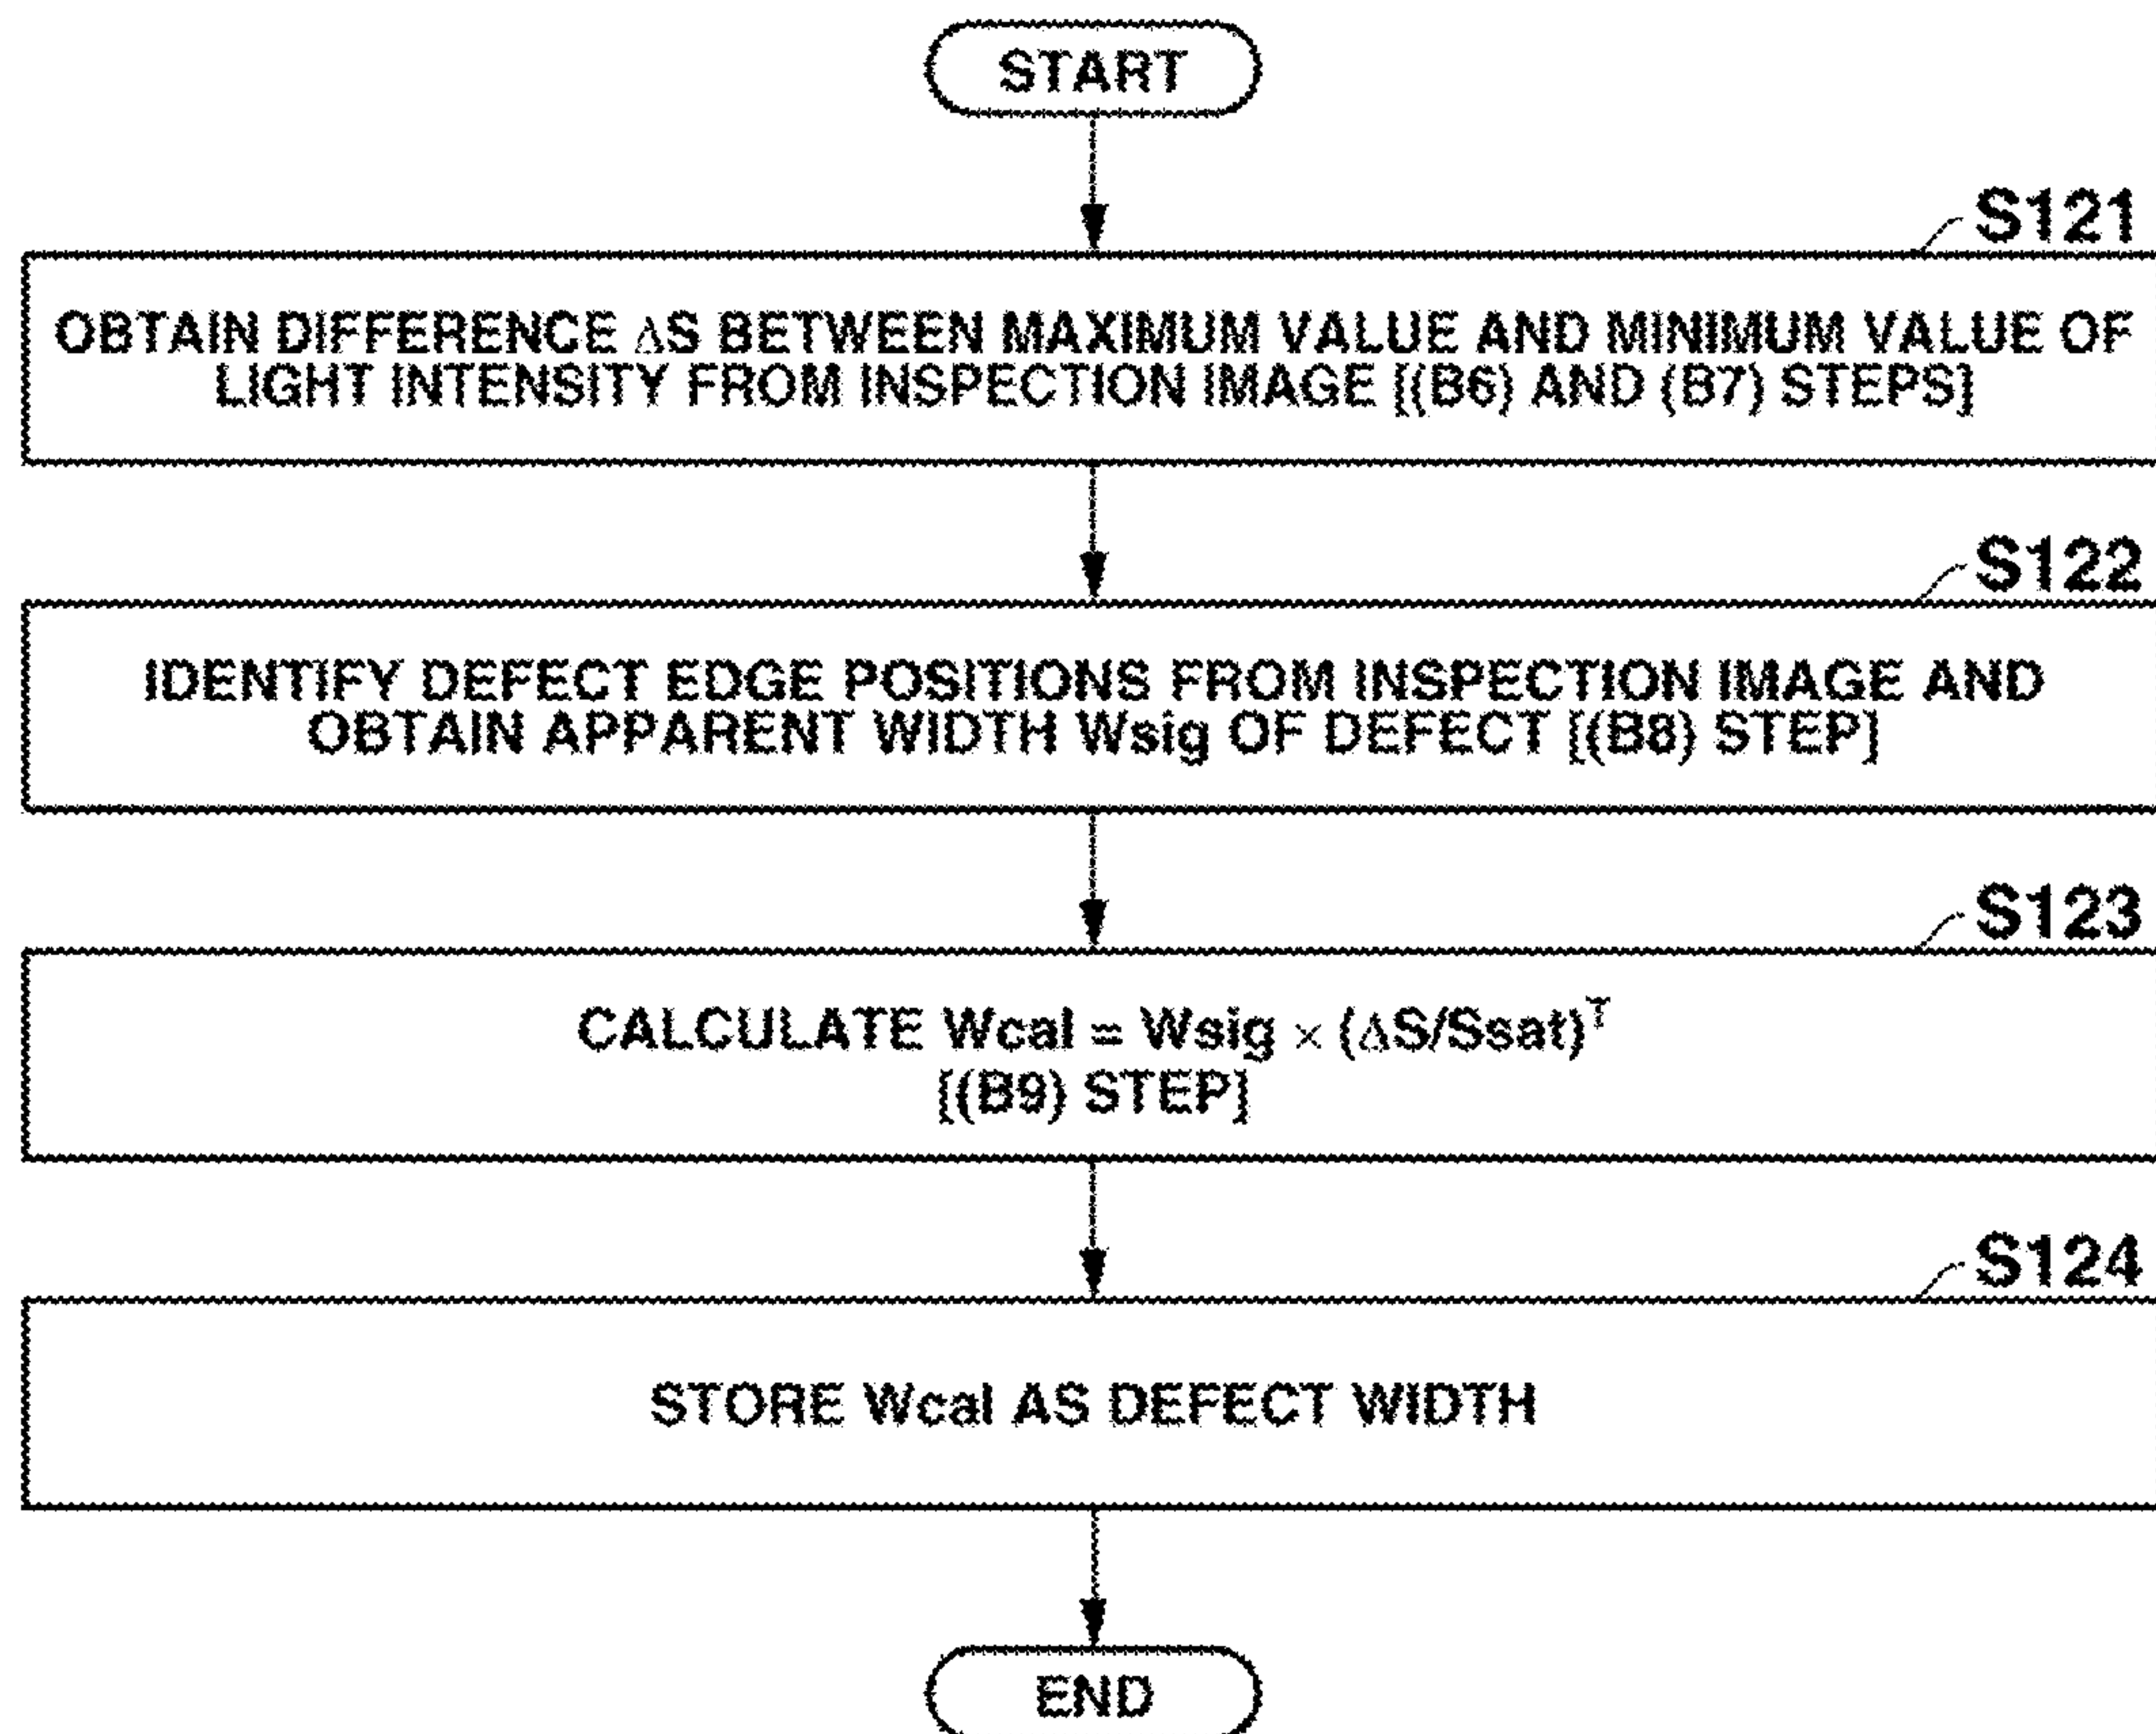 START
S121
OBTAIN DIFFERENCE ΔS BETWEEN MAXIMUM VALUE AND MINIMUM VALUE OF
LIGHT INTENSITY FROM INSPECTION IMAGE [(B6) AND (B7) STEPS]
S122
IDENTIFY DEFECT EDGE POSITIONS FROM INSPECTION IMAGE AND
OBTAIN APPARENT WIDTH Wsig OF DEFECT [(B8) STEP]
S123
CALCULATE Wcal = Wsig × (ΔS/Ssat)^T
[(B9) STEP]
S124
STORE Wcal AS DEFECT WIDTH
END